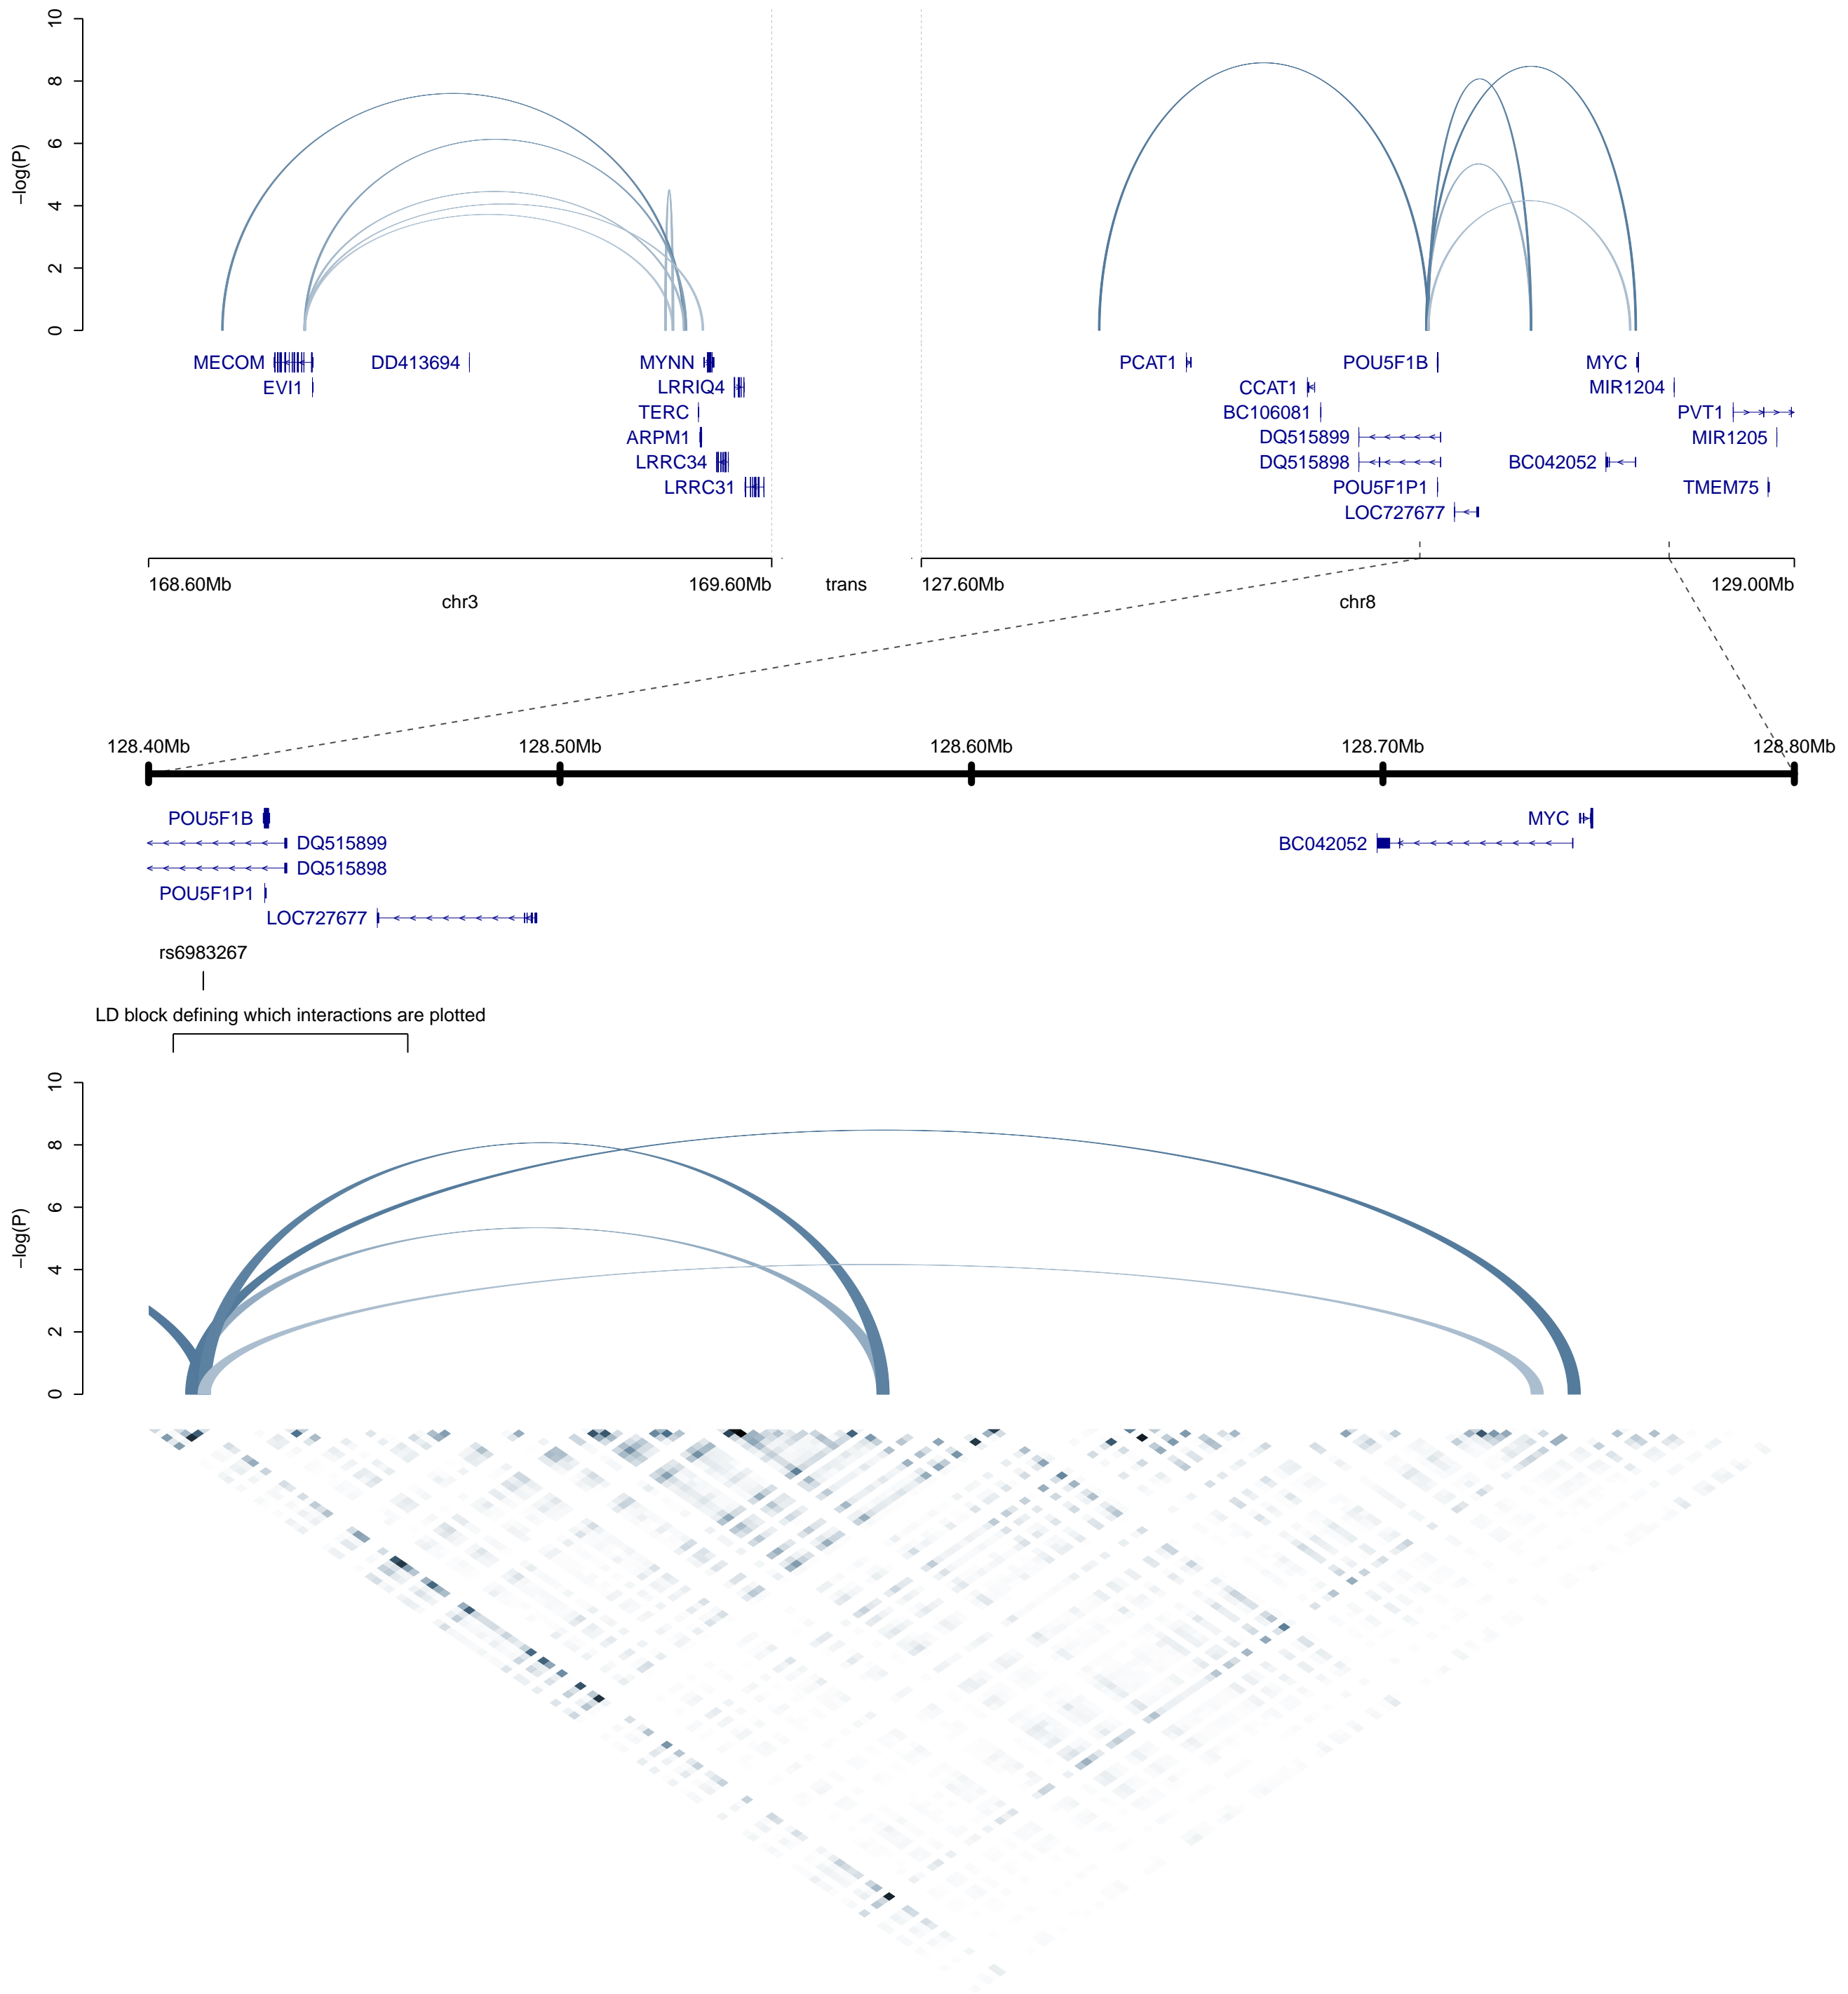 10
8
6
4
2
0
–log(P)
MECOM DD413694 MYNN PCAT1 POU5F1B MYC
EVI1 LRRIQ4 CCAT1 MIR1204
TERC BC106081 PVT1
ARPM1 DQ515899 MIR1205
LRRC34 DQ515898 BC042052
LRRC31 POU5F1P1 TMEM75
LOC727677
168.60Mb 169.60Mb trans 127.60Mb 129.00Mb
chr3 chr8
128.40Mb 128.50Mb 128.60Mb 128.70Mb 128.80Mb
POU5F1B MYC
DQ515899 BC042052
DQ515898
POU5F1P1
LOC727677
rs6983267
LD block defining which interactions are plotted
10
8
6
4
2
0
–log(P)